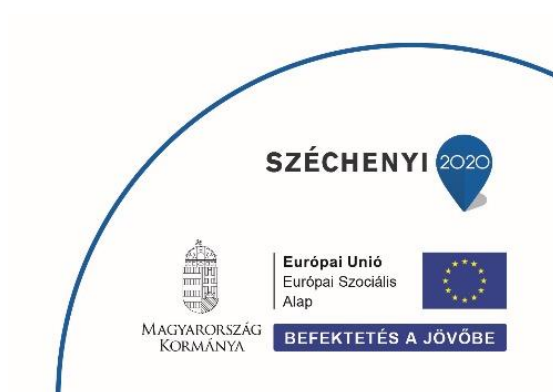 SZÉCHENYI 2020
Európai Unió
Európai Szociális
Alap
MAGYARORSZÁG
KORMÁNYA
BEFEKTETÉS A JÖVŐBE